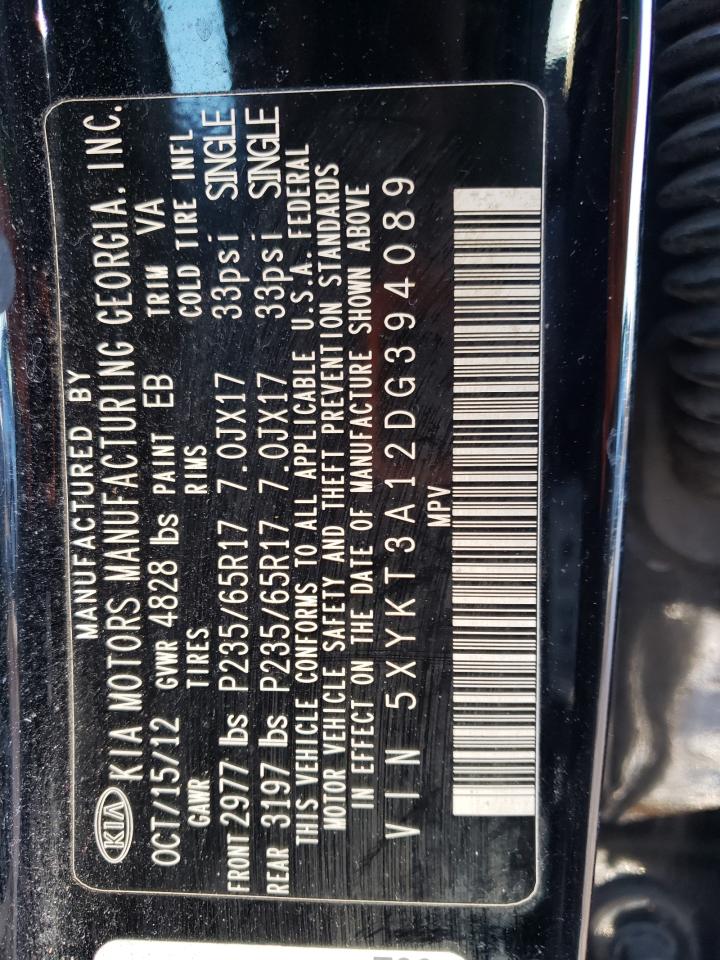 MANUFACTURED BY
KIA KIA MOTORS MANUFACTURING GEORGIA, INC.
OCT/15/12 GVWR 4828 lbs PAINT EB TRIM VA
GAWR TIRES RIMS COLD TIRE INFL
FRONT 2977 lbs P235/65R17 7.0JX17 33psi SINGLE
REAR 3197 lbs P235/65R17 7.0JX17 33psi SINGLE
THIS VEHICLE CONFORMS TO ALL APPLICABLE U.S.A. FEDERAL
MOTOR VEHICLE SAFETY AND THEFT PREVENTION STANDARDS
IN EFFECT ON THE DATE OF MANUFACTURE SHOWN ABOVE
VIN 5XYKT3A12DG394089
MPV